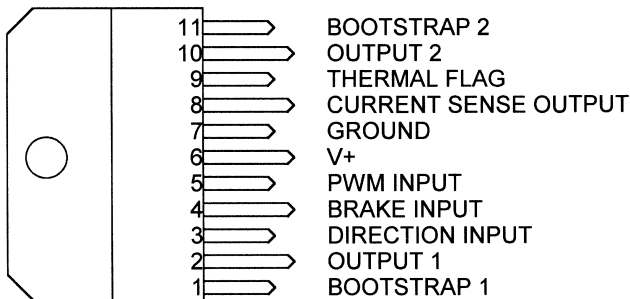 11 BOOTSTRAP 2
10 OUTPUT 2
9 THERMAL FLAG
8 CURRENT SENSE OUTPUT
7 GROUND
6 V+
5 PWM INPUT
4 BRAKE INPUT
3 DIRECTION INPUT
2 OUTPUT 1
1 BOOTSTRAP 1